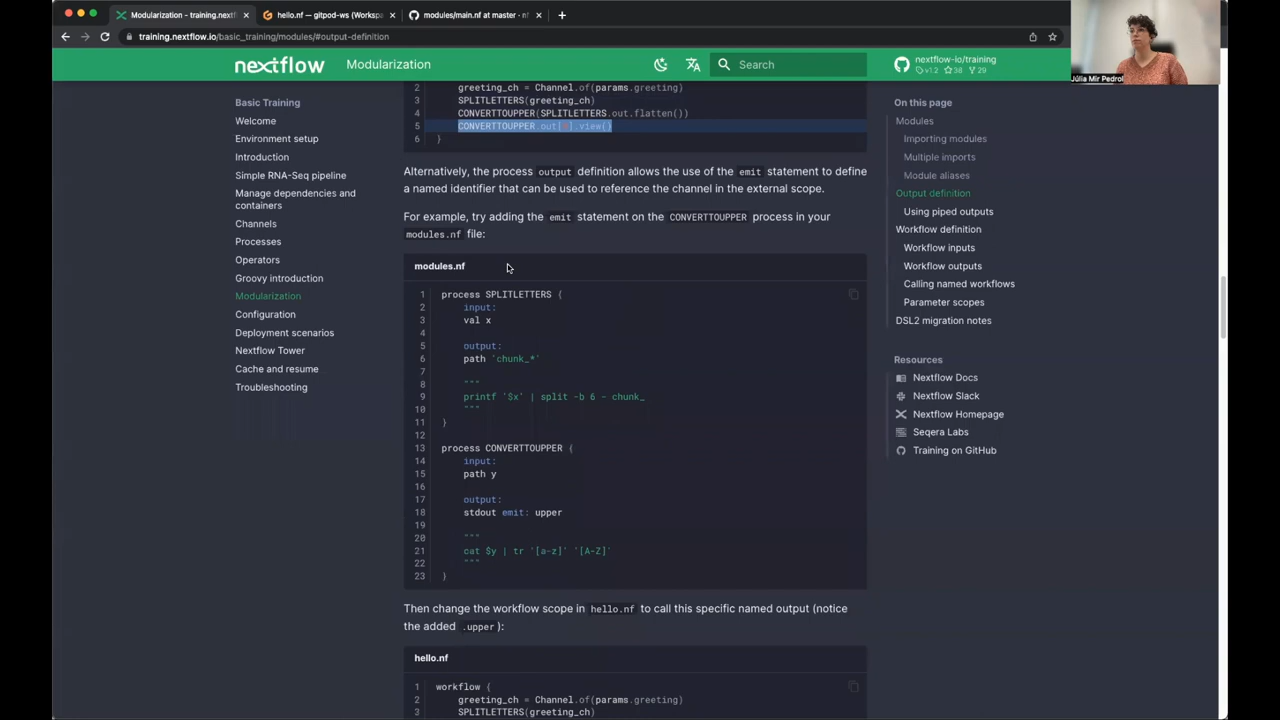 Modularization - training.nextf
hello.nf — gitpod-ws (Workspa
modules/main.nf at master · nf
training.nextflow.io/basic_training/modules/#output-definition
Júlia Mir Pedrol
nextflow
Modularization
Search
nextflow-io/training
v1.2 38 29
Basic Training
Welcome
Environment setup
Introduction
Simple RNA-Seq pipeline
Manage dependencies and
containers
Channels
Processes
Operators
Groovy introduction
Modularization
Configuration
Deployment scenarios
Nextflow Tower
Cache and resume
Troubleshooting
2 greeting_ch = Channel.of(params.greeting)
3 SPLITLETTERS(greeting_ch)
4 CONVERTTOUPPER(SPLITLETTERS.out.flatten())
5 CONVERTTOUPPER.out[0].view()
6 }
Alternatively, the process output definition allows the use of the emit statement to define
a named identifier that can be used to reference the channel in the external scope.
For example, try adding the emit statement on the CONVERTTOUPPER process in your
modules.nf file:
modules.nf
1 process SPLITLETTERS {
2 input:
3 val x
4
5 output:
6 path 'chunk_*'
7
8 """
9 printf '$x' | split -b 6 - chunk_
10 """
11 }
12
13 process CONVERTTOUPPER {
14 input:
15 path y
16
17 output:
18 stdout emit: upper
19
20 """
21 cat $y | tr '[a-z]' '[A-Z]'
22 """
23 }
Then change the workflow scope in hello.nf to call this specific named output (notice
the added .upper ):
hello.nf
1 workflow {
2 greeting_ch = Channel.of(params.greeting)
3 SPLITLETTERS(greeting_ch)
On this page
Modules
Importing modules
Multiple imports
Module aliases
Output definition
Using piped outputs
Workflow definition
Workflow inputs
Workflow outputs
Calling named workflows
Parameter scopes
DSL2 migration notes
Resources
Nextflow Docs
Nextflow Slack
Nextflow Homepage
Seqera Labs
Training on GitHub